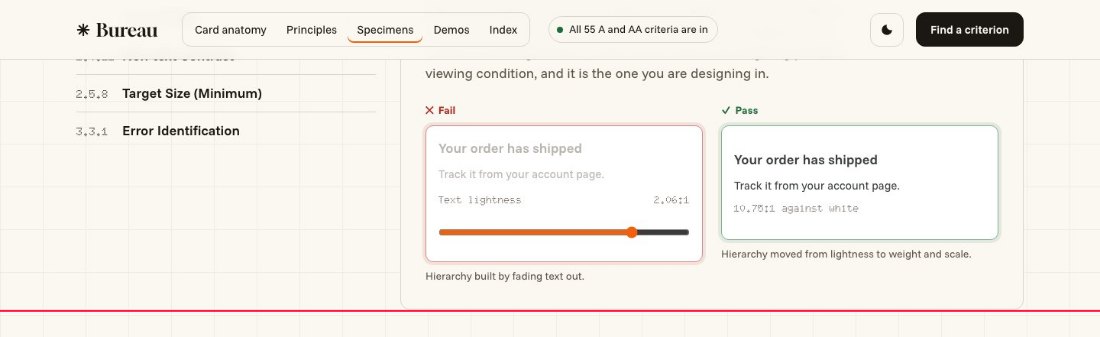 Bureau
Card anatomy
Principles
Specimens
Demos
Index
All 55 A and AA criteria are in
Find a criterion
viewing condition, and it is the one you are designing in.
2.5.8 Target Size (Minimum)
3.3.1 Error Identification
Fail
Your order has shipped
Track it from your account page.
Text lightness 2.06:1
Hierarchy built by fading text out.
Pass
Your order has shipped
Track it from your account page.
10.75:1 against white
Hierarchy moved from lightness to weight and scale.